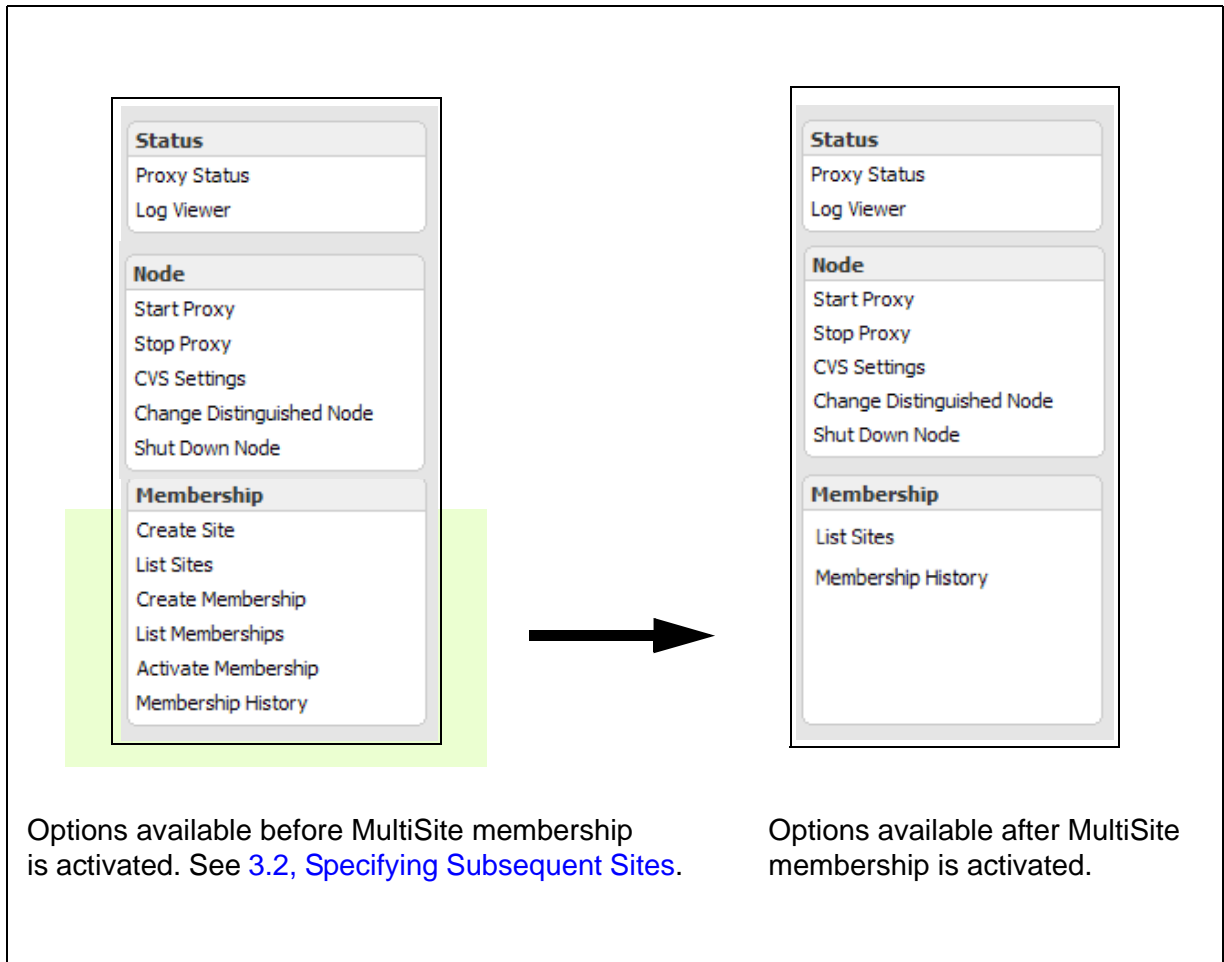 Status
Proxy Status
Log Viewer
Node
Start Proxy
Stop Proxy
CVS Settings
Change Distinguished Node
Shut Down Node
Membership
Create Site
List Sites
Create Membership
List Memberships
Activate Membership
Membership History
Options available before MultiSite membership
is activated. See 3.2, Specifying Subsequent Sites.
Status
Proxy Status
Log Viewer
Node
Start Proxy
Stop Proxy
CVS Settings
Change Distinguished Node
Shut Down Node
Membership
List Sites
Membership History
Options available after MultiSite
membership is activated.